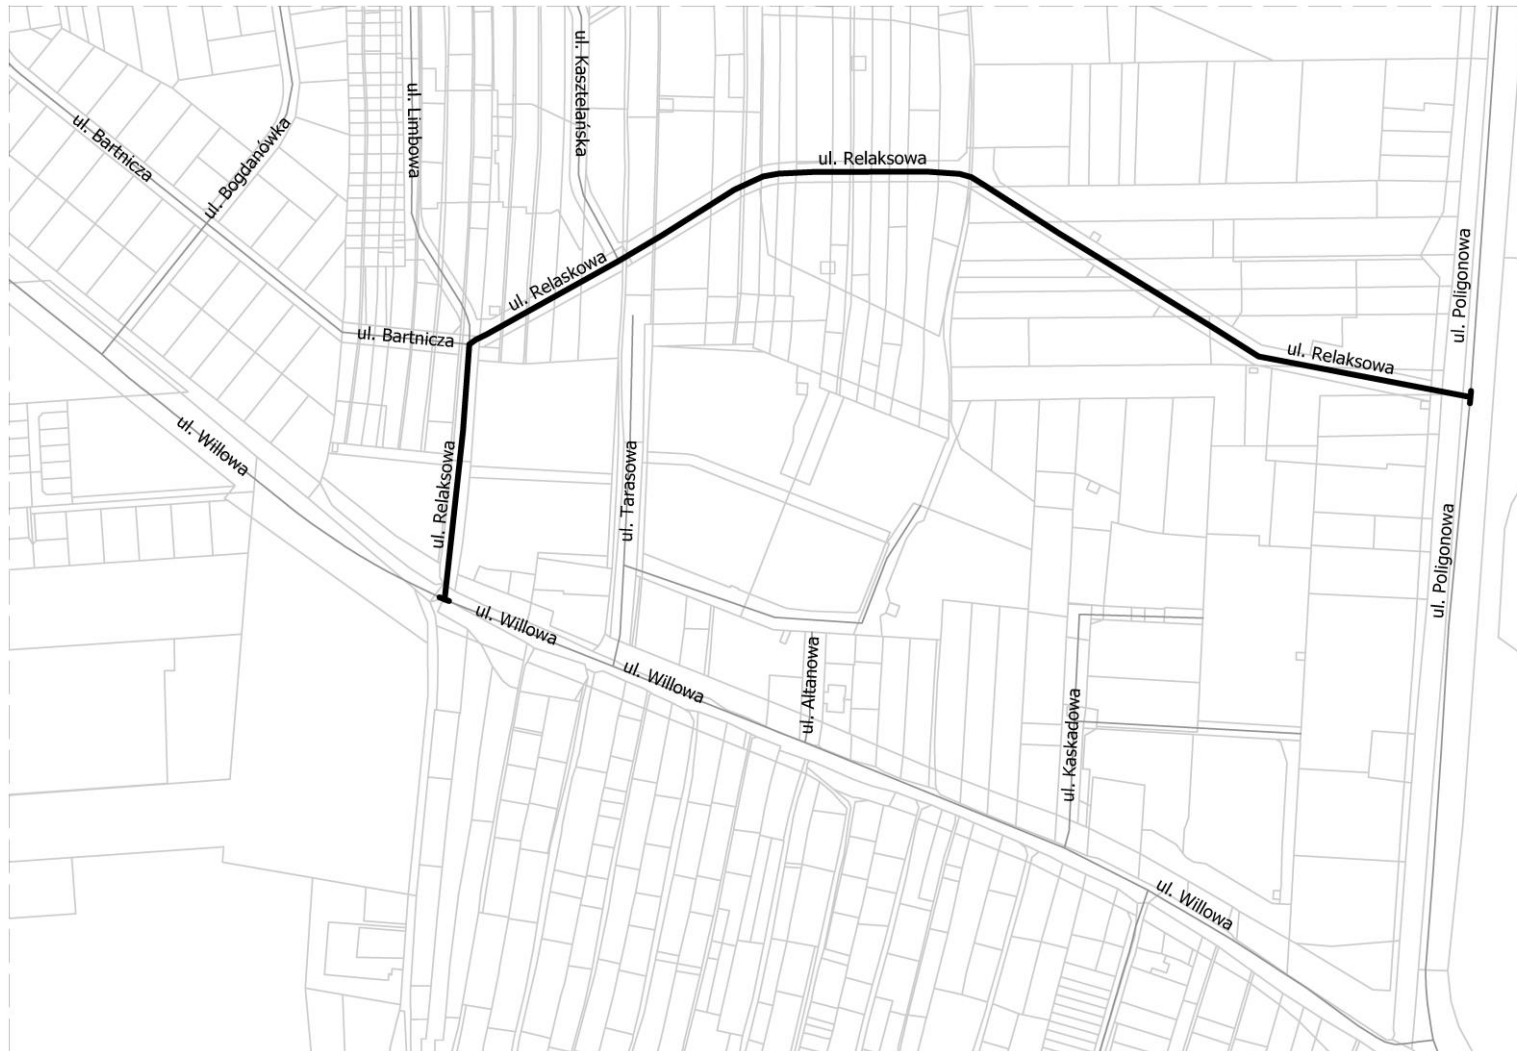 ul. Kasztelańska
ul. Limbowa
ul. Bartnicza
ul. Bogdanówka
ul. Relaksowa
ul. Relaskowa
ul. Poligonowa
ul. Bartnicza
ul. Relaksowa
ul. Willowa
ul. Relaksowa
ul. Tarasowa
ul. Poligonowa
ul. Willowa
ul. Willowa
ul. Altanowa
ul. Kaskadowa
ul. Willowa